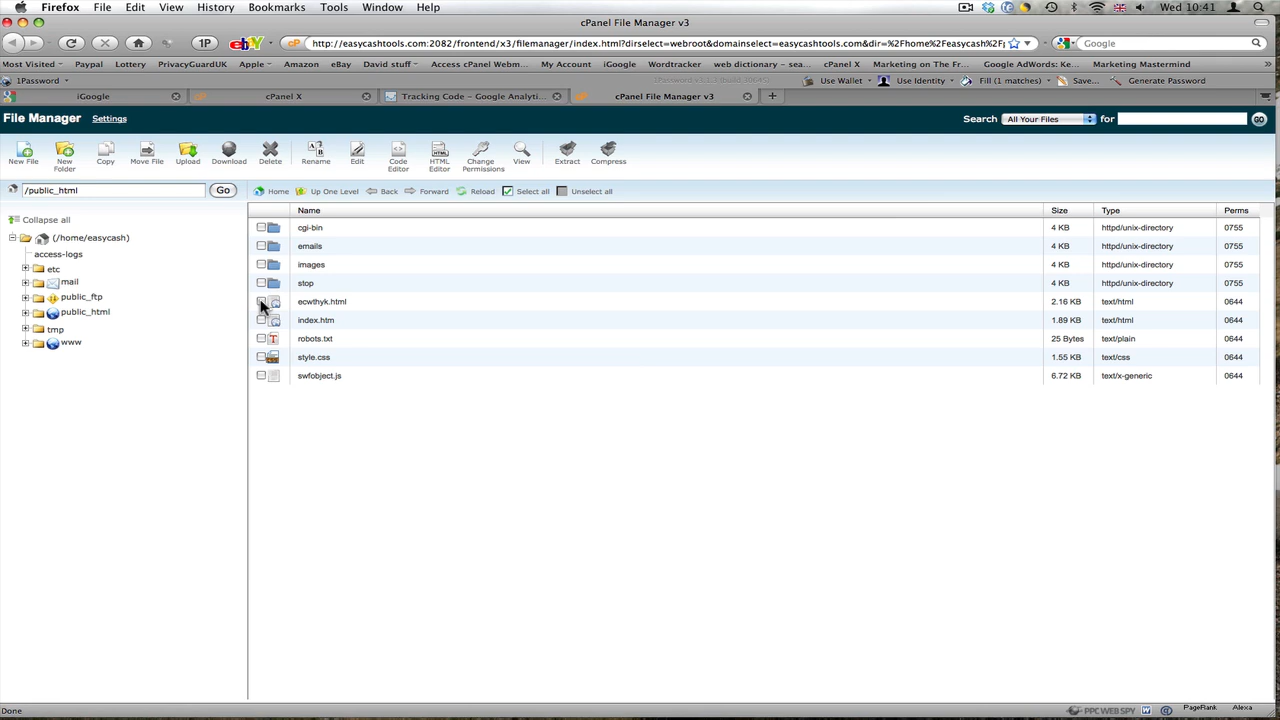 Firefox File Edit View History Bookmarks Tools Window Help Wed 10:41
cPanel File Manager v3
1P ebY cP http://easycashtools.com:2082/frontend/x3/filemanager/index.html?dirselect=webroot&domainselect=easycashtools.com&dir=%2Fhome%2Feasycash%2F Google
Most Visited Paypal Lottery PrivacyGuardUK Apple Amazon eBay David stuff Access cPanel Webm... My Account iGoogle Wordtracker web dictionary – sea... cPanel X Marketing on The Fr... Google AdWords: Ke... Marketing Mastermind
1Password Use Wallet Use Identity Fill (1 matches) Save... Generate Password
iGoogle cPanel X Tracking Code – Google Analyti... cPanel File Manager v3
File Manager Settings Search All Your Files for GO
New File New Folder Copy Move File Upload Download Delete Rename Edit Code Editor HTML Editor Change Permissions View Extract Compress
/public_html Go Home Up One Level Back Forward Reload Select all Unselect all
Collapse all
(/home/easycash)
access-logs
etc
mail
public_ftp
public_html
tmp
www
Name Size Type Perms
cgi-bin 4 KB httpd/unix-directory 0755
emails 4 KB httpd/unix-directory 0755
images 4 KB httpd/unix-directory 0755
stop 4 KB httpd/unix-directory 0755
ecwthyk.html 2.16 KB text/html 0644
index.htm 1.89 KB text/html 0644
robots.txt 25 Bytes text/plain 0644
style.css 1.55 KB text/css 0644
swfobject.js 6.72 KB text/x-generic 0644
Done PPC WEB SPY PageRank Alexa